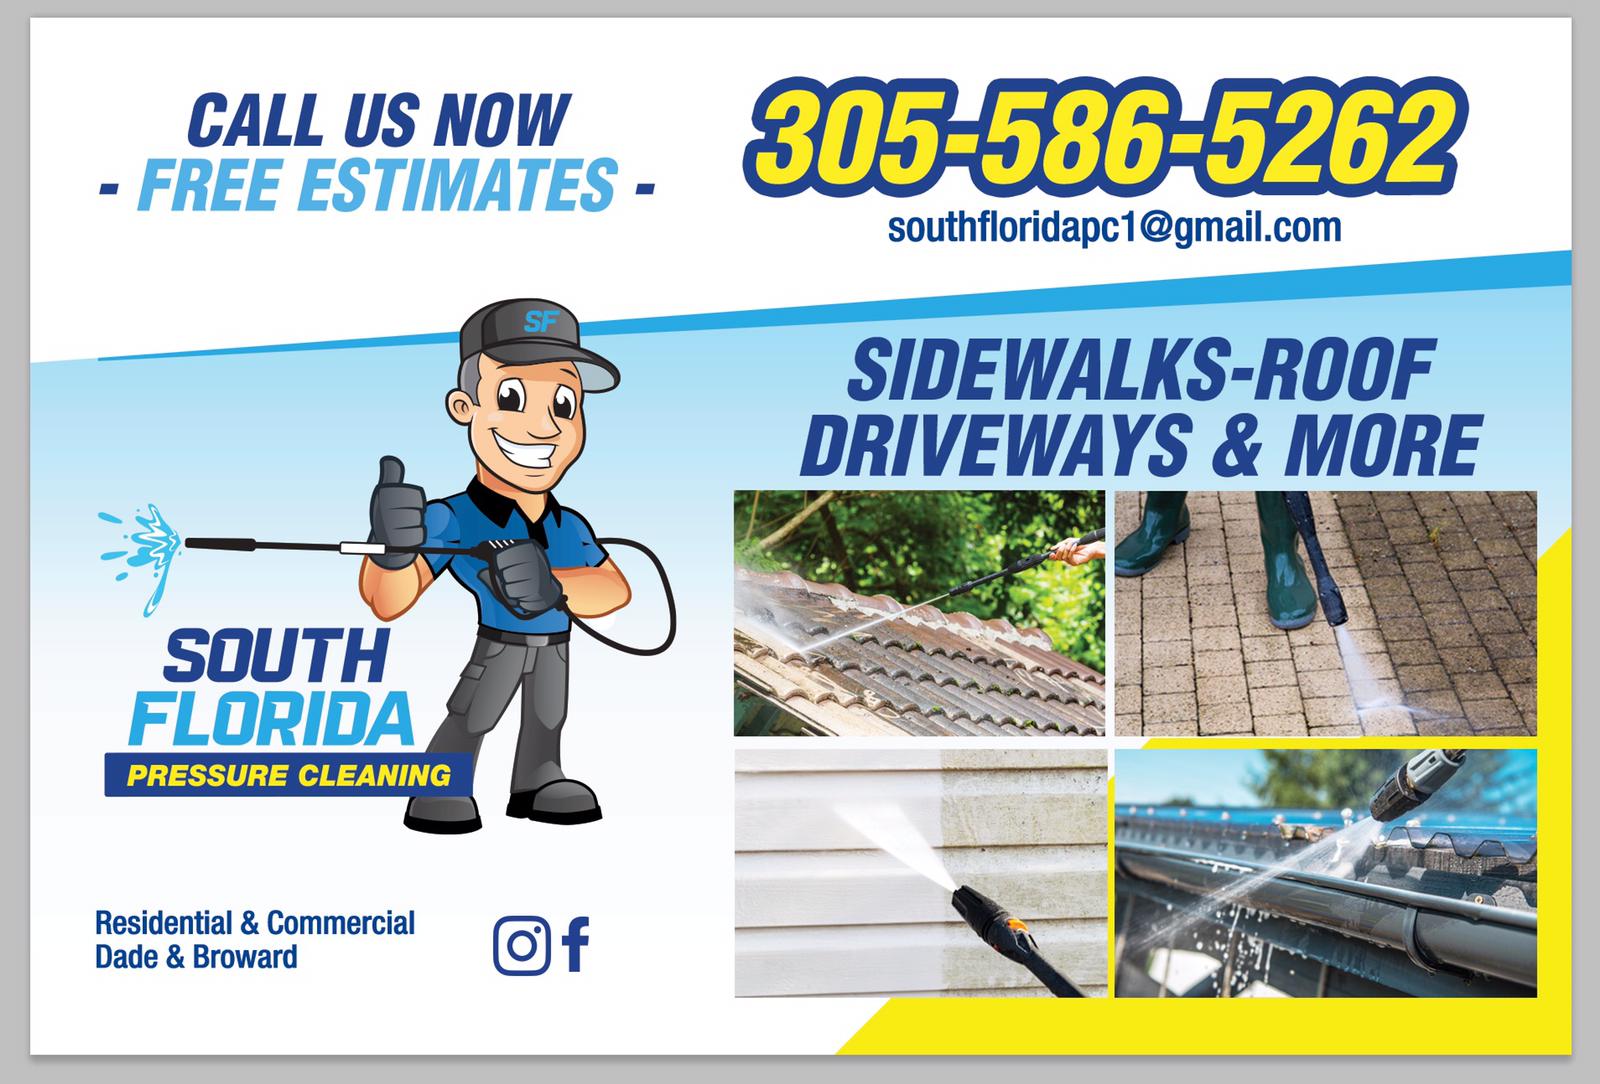 CALL US NOW
- FREE ESTIMATES -
305-586-5262
southfloridapc1@gmail.com
SF
SIDEWALKS-ROOF
DRIVEWAYS & MORE
SOUTH
FLORIDA
PRESSURE CLEANING
Residential & Commercial
Dade & Broward